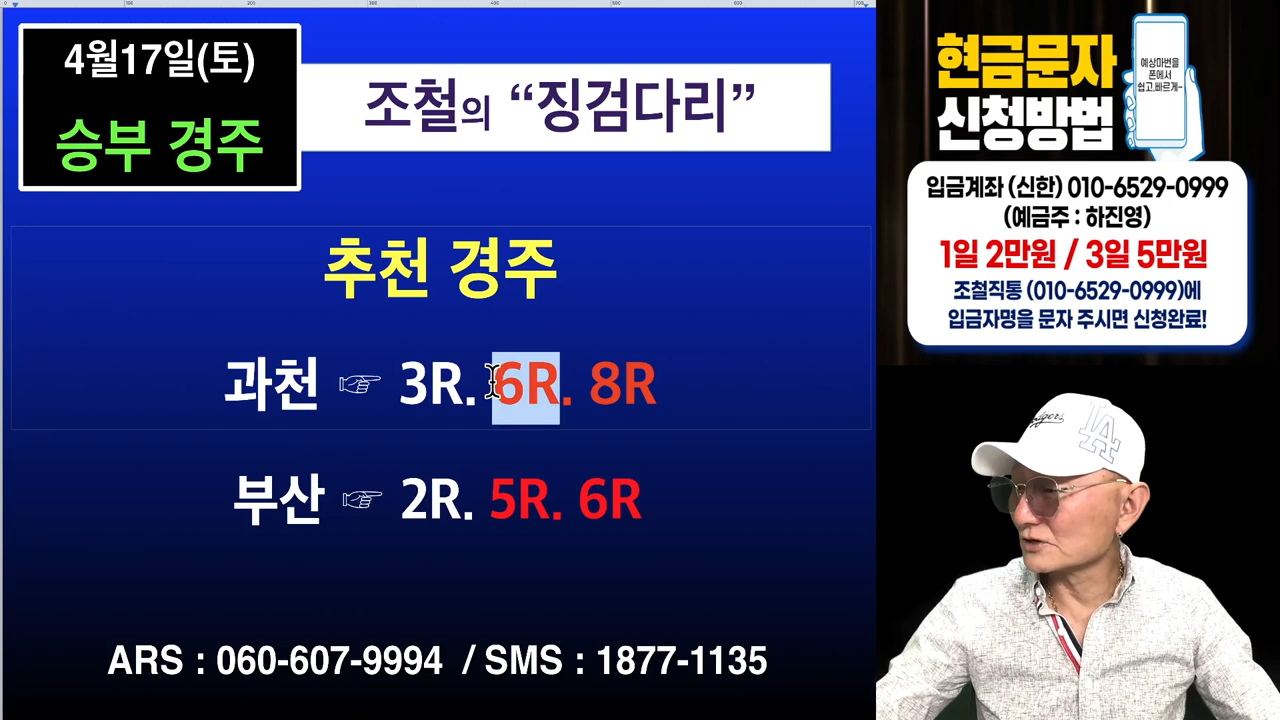 4월17일(토)
승부 경주
조철의 “징검다리”
추천 경주
과천 ☞ 3R. 6R. 8R
부산 ☞ 2R. 5R. 6R
ARS : 060-607-9994 / SMS : 1877-1135
현금문자
신청방법
예상마번을
폰에서
쉽고,빠르게~
입금계좌 (신한) 010-6529-0999
(예금주 : 하진영)
1일 2만원 / 3일 5만원
조철직통 (010-6529-0999)에
입금자명을 문자 주시면 신청완료!
LA